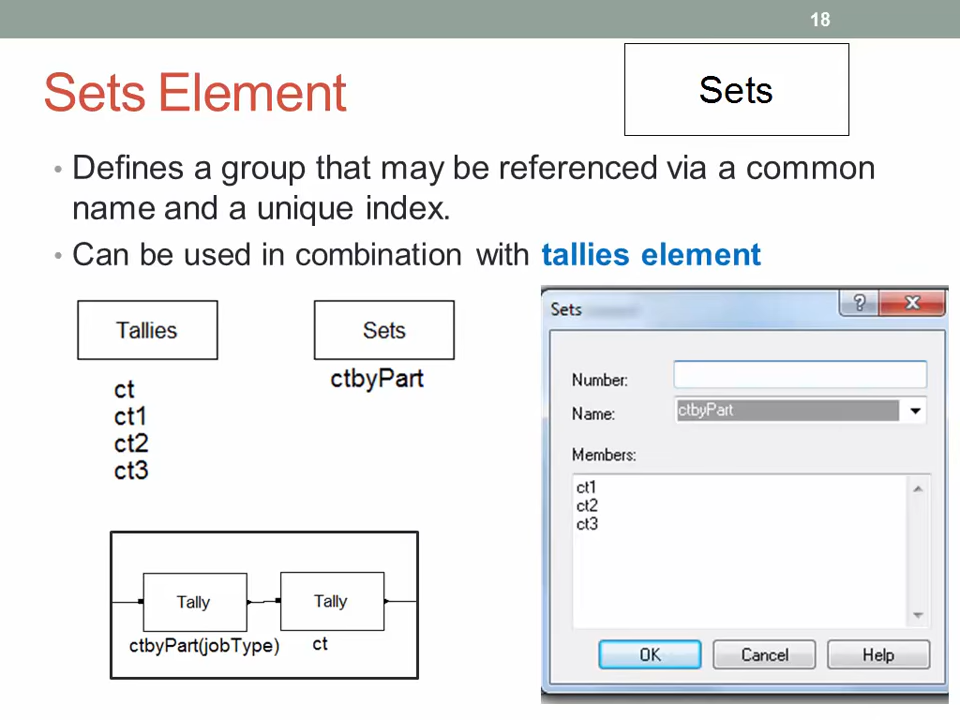 18
Sets Element
Sets
• Defines a group that may be referenced via a common
name and a unique index.
• Can be used in combination with tallies element
Tallies
ct
ct1
ct2
ct3
Sets
ctbyPart
Tally
ctbyPart(jobType)
Tally
ct
Sets
?
Number:
Name:
ctbyPart
Members:
ct1
ct2
ct3
OK
Cancel
Help